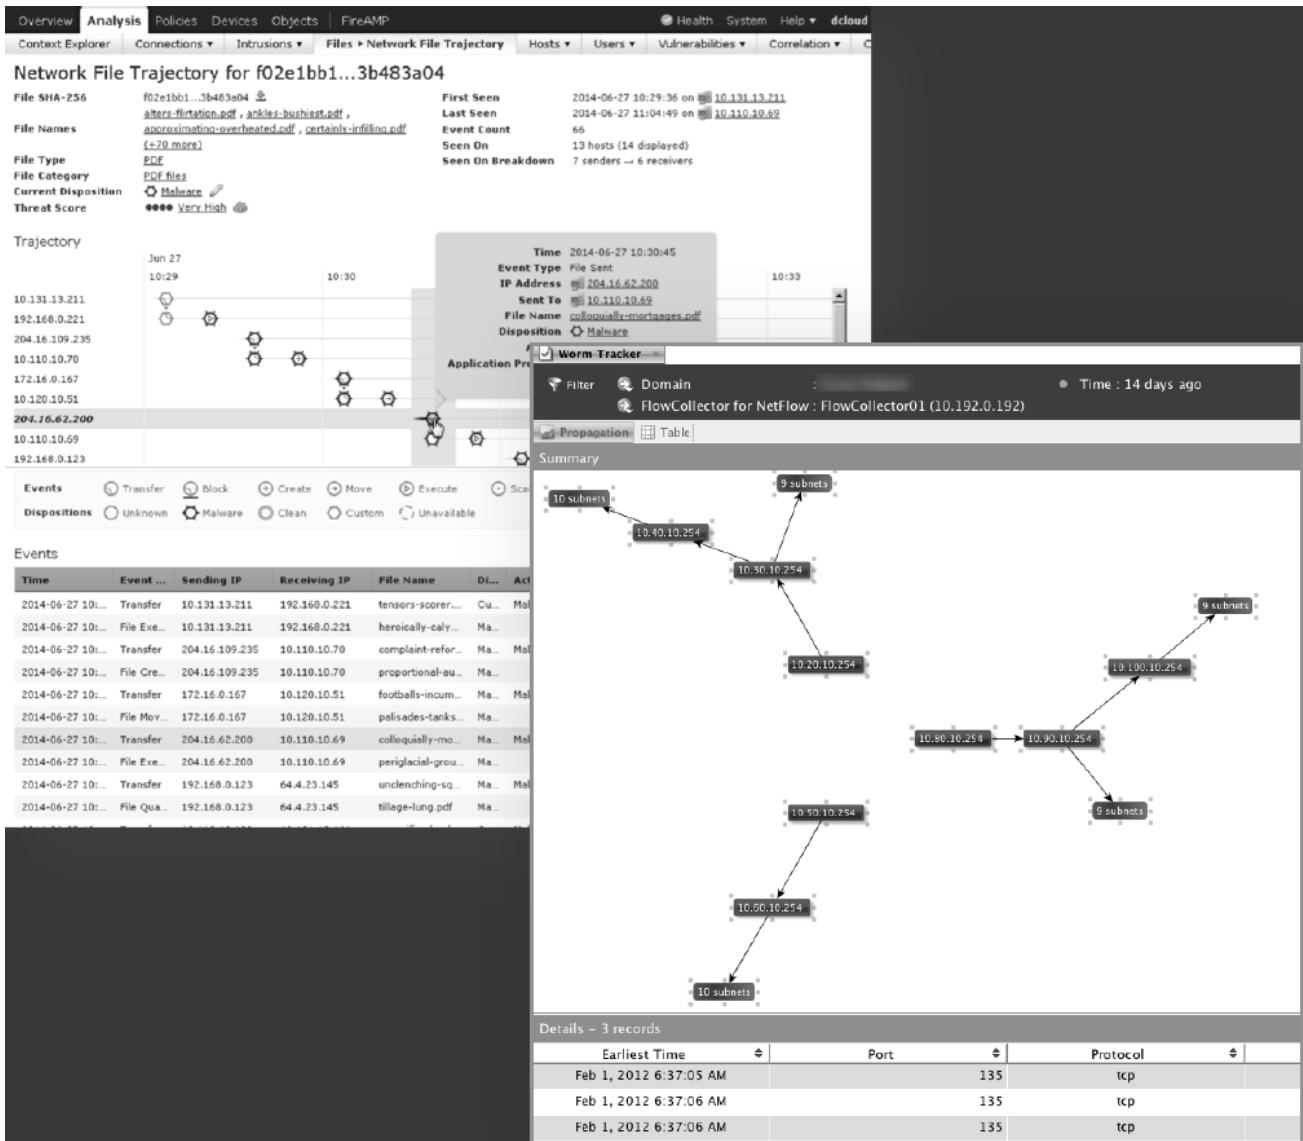 Overview Analysis Policies Devices Objects FireAMP Health System Help ▾ dcloud
Context Explorer Connections ▾ Intrusions ▾ Files ▸ Network File Trajectory Hosts ▾ Users ▾ Vulnerabilities ▾ Correlation ▾
Network File Trajectory for f02e1bb1...3b483a04
File SHA-256 f02e1bb1...3b483a04
File Names alters-flirtation.pdf , ankles-bushiest.pdf ,
approximating-overheated.pdf , certainly-infilling.pdf
(+70 more)
File Type PDF
File Category PDF files
Current Disposition Malware
Threat Score Very High
First Seen 2014-06-27 10:29:36 on 10.131.13.211
Last Seen 2014-06-27 11:04:49 on 10.110.10.69
Event Count 66
Seen On 13 hosts (14 displayed)
Seen On Breakdown 7 senders → 6 receivers
Trajectory
Jun 27
10:29 10:30 10:33
10.131.13.211
192.168.0.221
204.16.109.235
10.110.10.70
172.16.0.167
10.120.10.51
204.16.62.200
10.110.10.69
192.168.0.123
Time 2014-06-27 10:30:45
Event Type File Sent
IP Address 204.16.62.200
Sent To 10.110.10.69
File Name colloquially-mortgages.pdf
Disposition Malware
Application Pr
Events Transfer Block Create Move Execute Sca
Dispositions Unknown Malware Clean Custom Unavailable
Events
Time Event ... Sending IP Receiving IP File Name Di... Act
2014-06-27 10:... Transfer 10.131.13.211 192.168.0.221 tensors-scorer.... Cu... Mal
2014-06-27 10:... File Exe... 10.131.13.211 192.168.0.221 heroically-caly... Ma...
2014-06-27 10:... Transfer 204.16.109.235 10.110.10.70 complaint-refor... Ma... Mal
2014-06-27 10:... File Cre... 204.16.109.235 10.110.10.70 proportional-au... Ma...
2014-06-27 10:... Transfer 172.16.0.167 10.120.10.51 footballs-incum... Ma... Mal
2014-06-27 10:... File Mov... 172.16.0.167 10.120.10.51 palisades-tanks... Ma...
2014-06-27 10:... Transfer 204.16.62.200 10.110.10.69 colloquially-mo... Ma... Mal
2014-06-27 10:... File Exe... 204.16.62.200 10.110.10.69 periglacial-grou... Ma...
2014-06-27 10:... Transfer 192.168.0.123 64.4.23.145 unclenching-sq... Ma... Mal
2014-06-27 10:... File Qua... 192.168.0.123 64.4.23.145 tillage-lung.pdf Ma...
Worm Tracker
Filter Domain : Time : 14 days ago
FlowCollector for NetFlow : FlowCollector01 (10.192.0.192)
Propagation Table
Summary
9 subnets
10 subnets
10.40.10.254
10.30.10.254
9 subnets
10.20.10.254
10.100.10.254
10.80.10.254
10.90.10.254
10.50.10.254
9 subnets
10.60.10.254
10 subnets
Details – 3 records
Earliest Time Port Protocol
Feb 1, 2012 6:37:05 AM 135 tcp
Feb 1, 2012 6:37:06 AM 135 tcp
Feb 1, 2012 6:37:06 AM 135 tcp